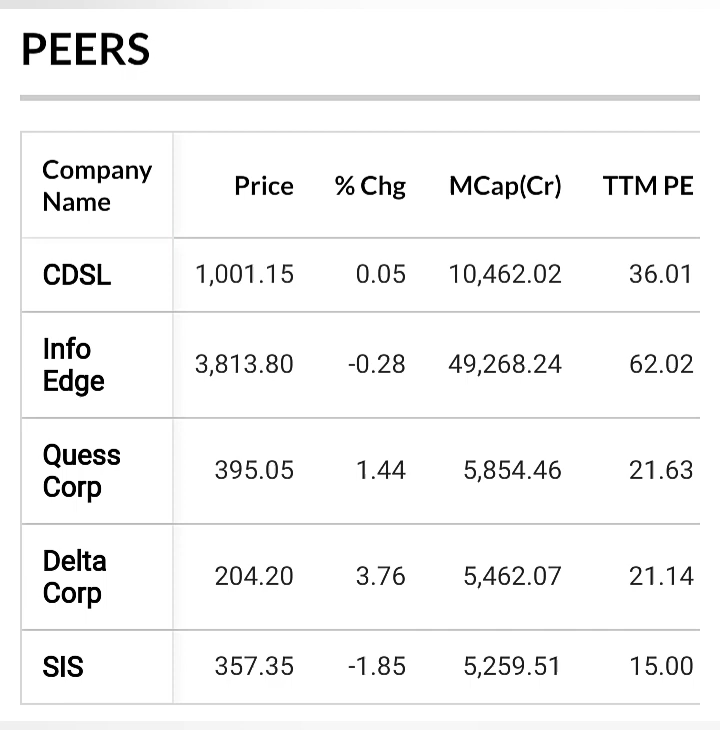 PEERS
Company
Name Price % Chg MCap(Cr) TTM PE
CDSL 1,001.15 0.05 10,462.02 36.01
Info
Edge 3,813.80 -0.28 49,268.24 62.02
Quess
Corp 395.05 1.44 5,854.46 21.63
Delta
Corp 204.20 3.76 5,462.07 21.14
SIS 357.35 -1.85 5,259.51 15.00